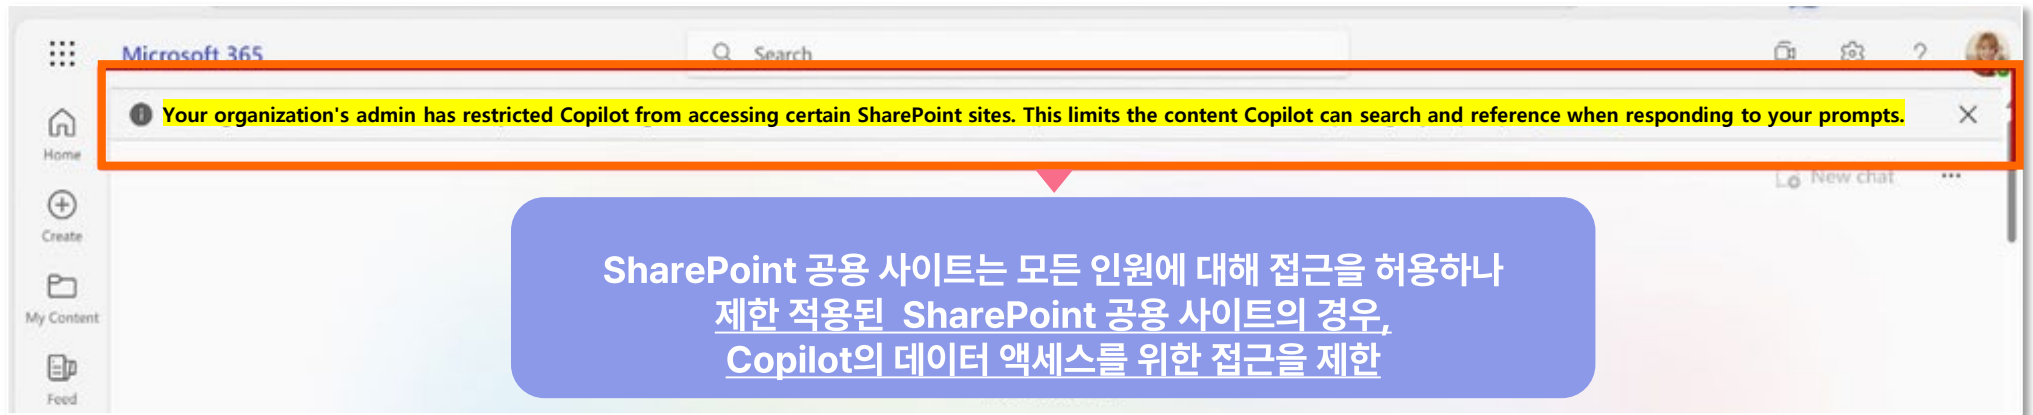 Microsoft 365
Search
?
Your organization's admin has restricted Copilot from accessing certain SharePoint sites. This limits the content Copilot can search and reference when responding to your prompts.
Home
New chat
Create
SharePoint 공용 사이트는 모든 인원에 대해 접근을 허용하나
제한 적용된 SharePoint 공용 사이트의 경우,
Copilot의 데이터 액세스를 위한 접근을 제한
My Content
Feed